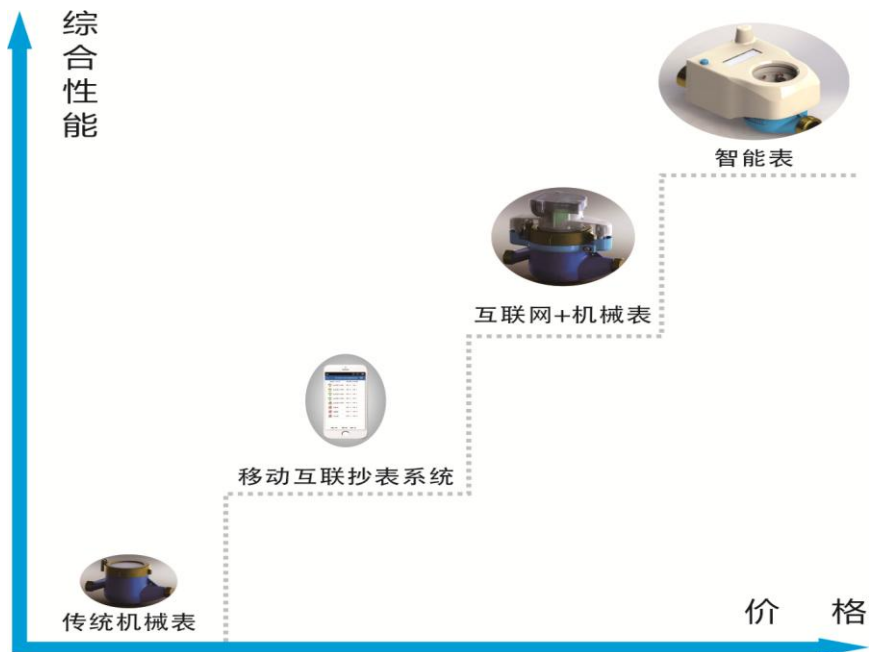 综合性能
智能表
互联网+机械表
移动互联抄表系统
传统机械表
价 格